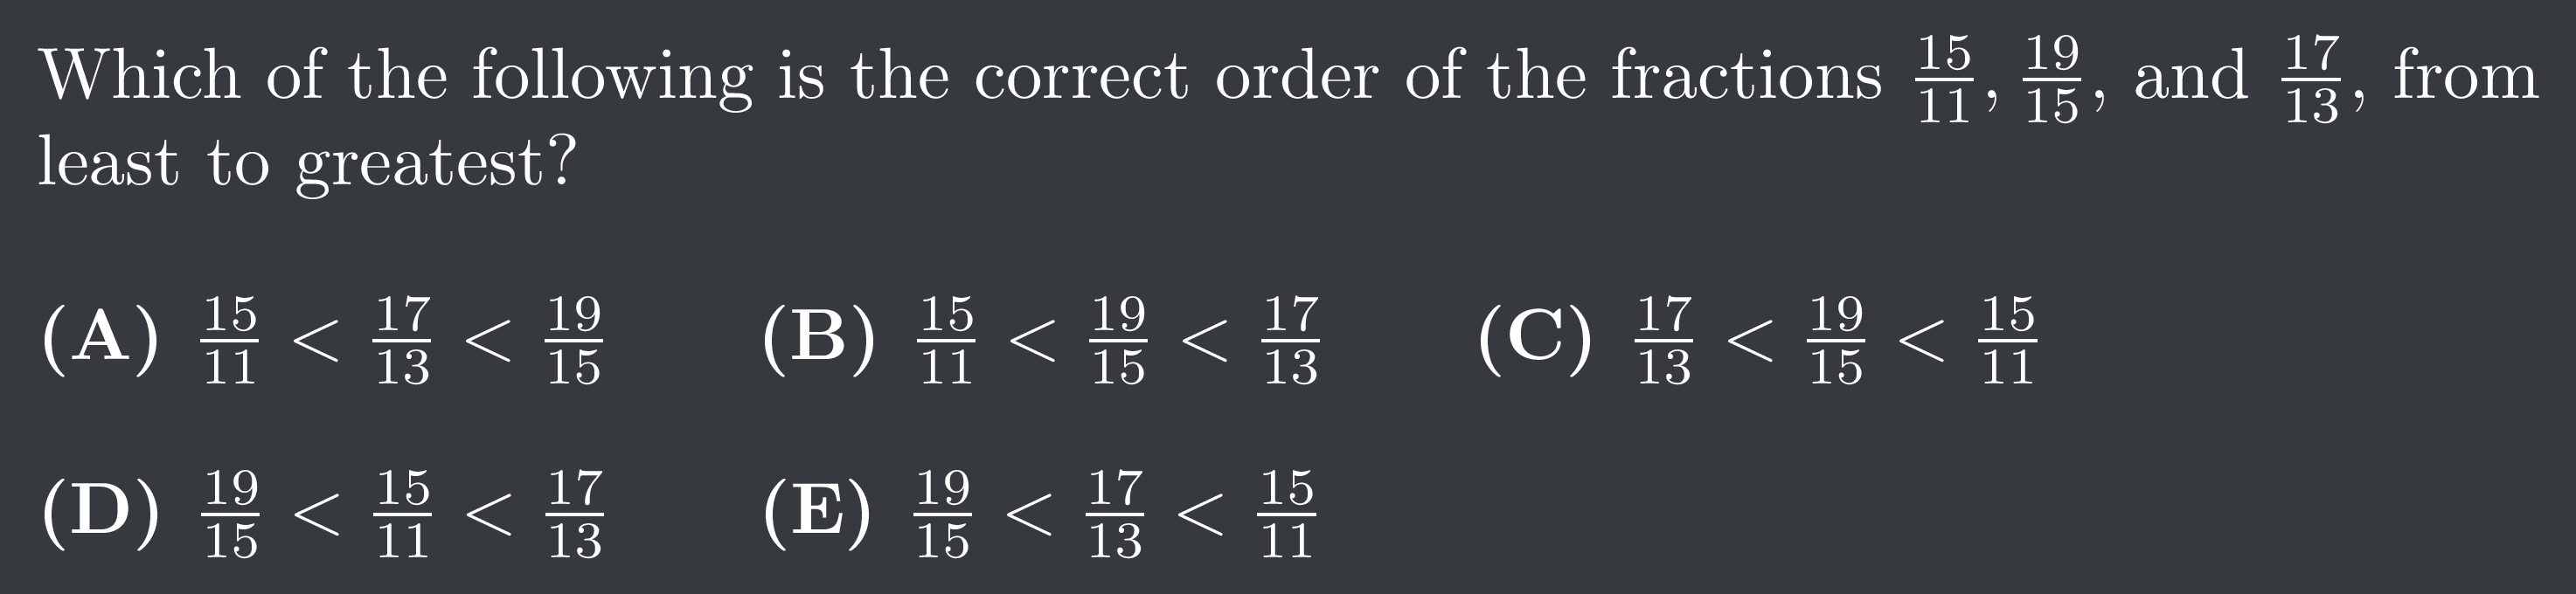 Which of the following is the correct order of the fractions 15/11, 19/15, and 17/13, from
least to greatest?
(A) 15/11 < 17/13 < 19/15 (B) 15/11 < 19/15 < 17/13 (C) 17/13 < 19/15 < 15/11
(D) 19/15 < 15/11 < 17/13 (E) 19/15 < 17/13 < 15/11